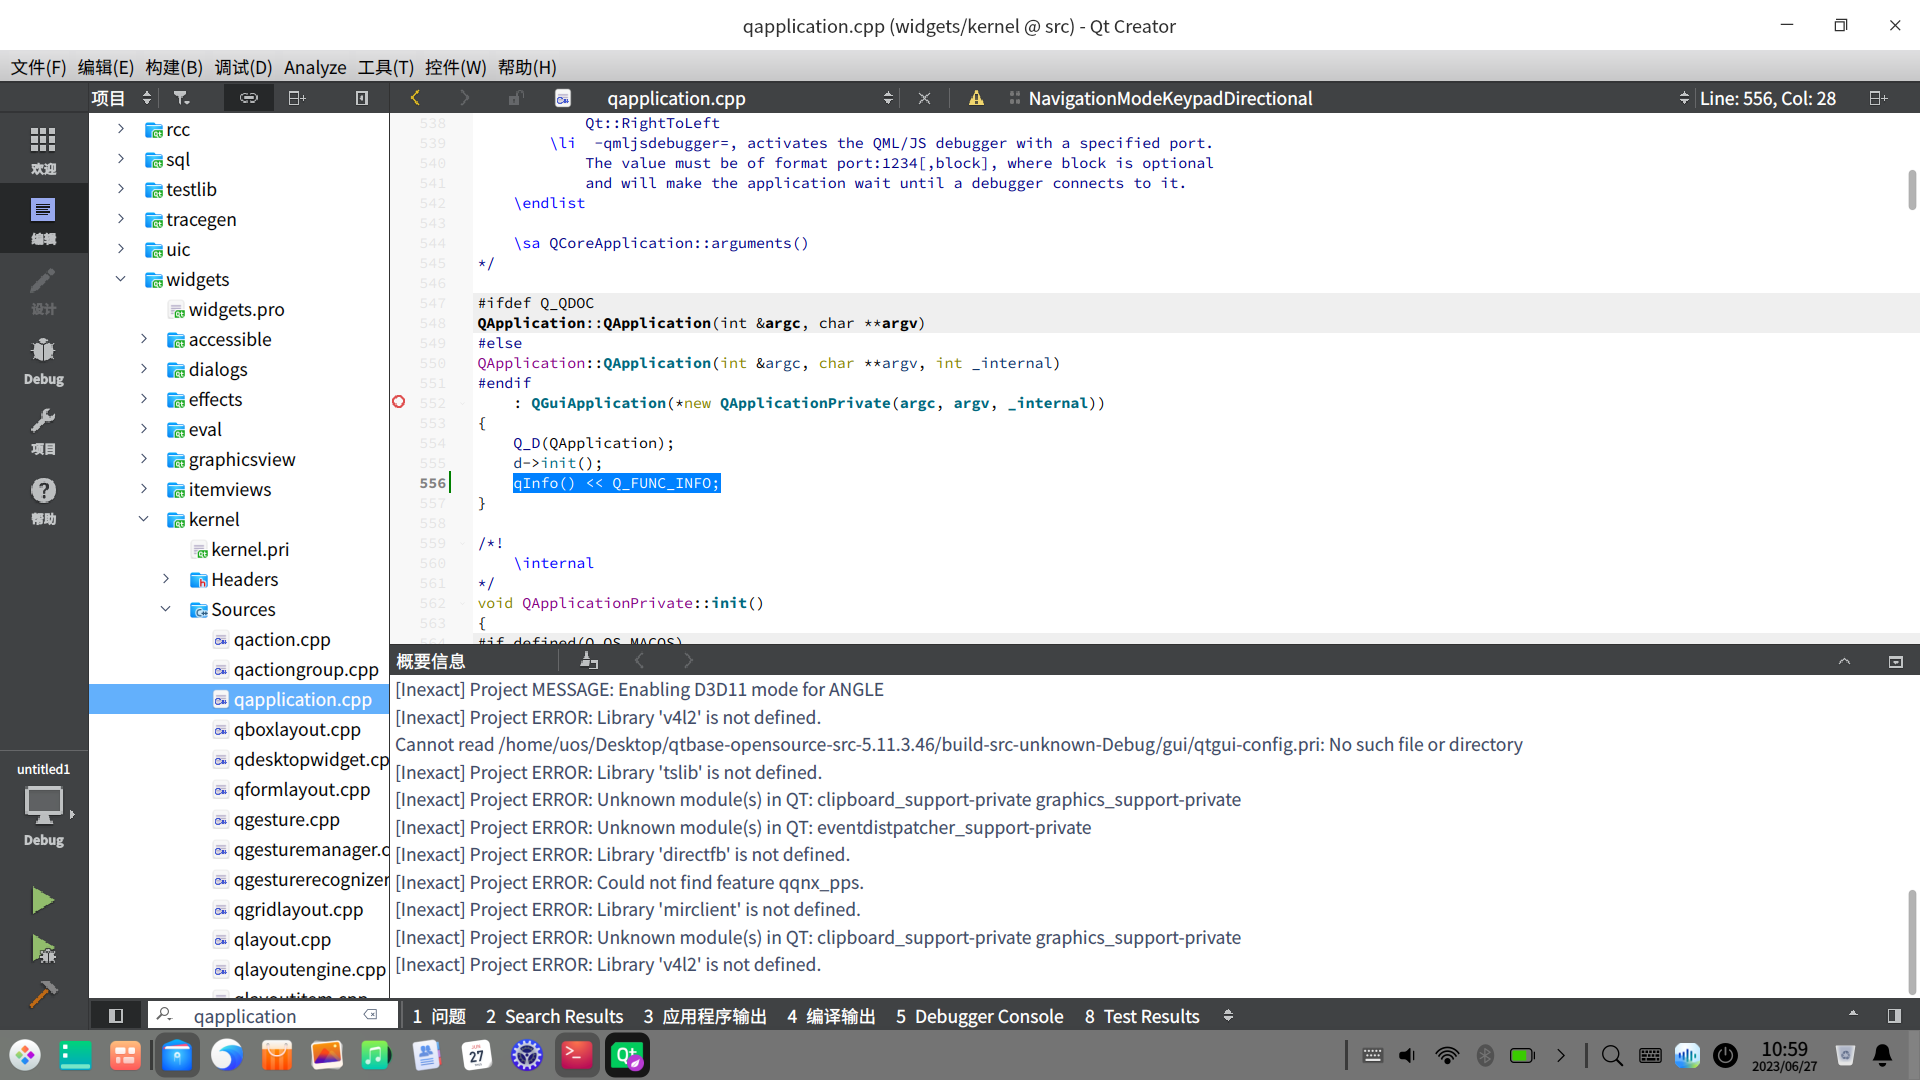 qapplication.cpp (widgets/kernel @ src) - Qt Creator
文件(F) 编辑(E) 构建(B) 调试(D) Analyze 工具(T) 控件(W) 帮助(H)
项目
qapplication.cpp
NavigationModeKeypadDirectional
Line: 556, Col: 28
欢迎
编辑
设计
Debug
项目
帮助
untitled1
Debug
rcc
sql
testlib
tracegen
uic
widgets
widgets.pro
accessible
dialogs
effects
eval
graphicsview
itemviews
kernel
kernel.pri
Headers
Sources
qaction.cpp
qactiongroup.cpp
qapplication.cpp
qboxlayout.cpp
qdesktopwidget.cp
qformlayout.cpp
qgesture.cpp
qgesturemanager.c
qgesturerecognizer
qgridlayout.cpp
qlayout.cpp
qlayoutengine.cpp
qlayoutitem.cpp
538 Qt::RightToLeft
539 \li -qmljsdebugger=, activates the QML/JS debugger with a specified port.
540 The value must be of format port:1234[,block], where block is optional
541 and will make the application wait until a debugger connects to it.
542 \endlist
543
544 \sa QCoreApplication::arguments()
545 */
546
547 #ifdef Q_QDOC
548 QApplication::QApplication(int &argc, char **argv)
549 #else
550 QApplication::QApplication(int &argc, char **argv, int _internal)
551 #endif
552 : QGuiApplication(*new QApplicationPrivate(argc, argv, _internal))
553 {
554 Q_D(QApplication);
555 d->init();
556 qInfo() << Q_FUNC_INFO;
557 }
558
559 /*!
560 \internal
561 */
562 void QApplicationPrivate::init()
563 {
564 #if defined(Q_OS_MACOS)
概要信息
[Inexact] Project MESSAGE: Enabling D3D11 mode for ANGLE
[Inexact] Project ERROR: Library 'v4l2' is not defined.
Cannot read /home/uos/Desktop/qtbase-opensource-src-5.11.3.46/build-src-unknown-Debug/gui/qtgui-config.pri: No such file or directory
[Inexact] Project ERROR: Library 'tslib' is not defined.
[Inexact] Project ERROR: Unknown module(s) in QT: clipboard_support-private graphics_support-private
[Inexact] Project ERROR: Unknown module(s) in QT: eventdistpatcher_support-private
[Inexact] Project ERROR: Library 'directfb' is not defined.
[Inexact] Project ERROR: Could not find feature qqnx_pps.
[Inexact] Project ERROR: Library 'mirclient' is not defined.
[Inexact] Project ERROR: Unknown module(s) in QT: clipboard_support-private graphics_support-private
[Inexact] Project ERROR: Library 'v4l2' is not defined.
qapplication
1 问题 2 Search Results 3 应用程序输出 4 编译输出 5 Debugger Console 8 Test Results
27
10:59
2023/06/27